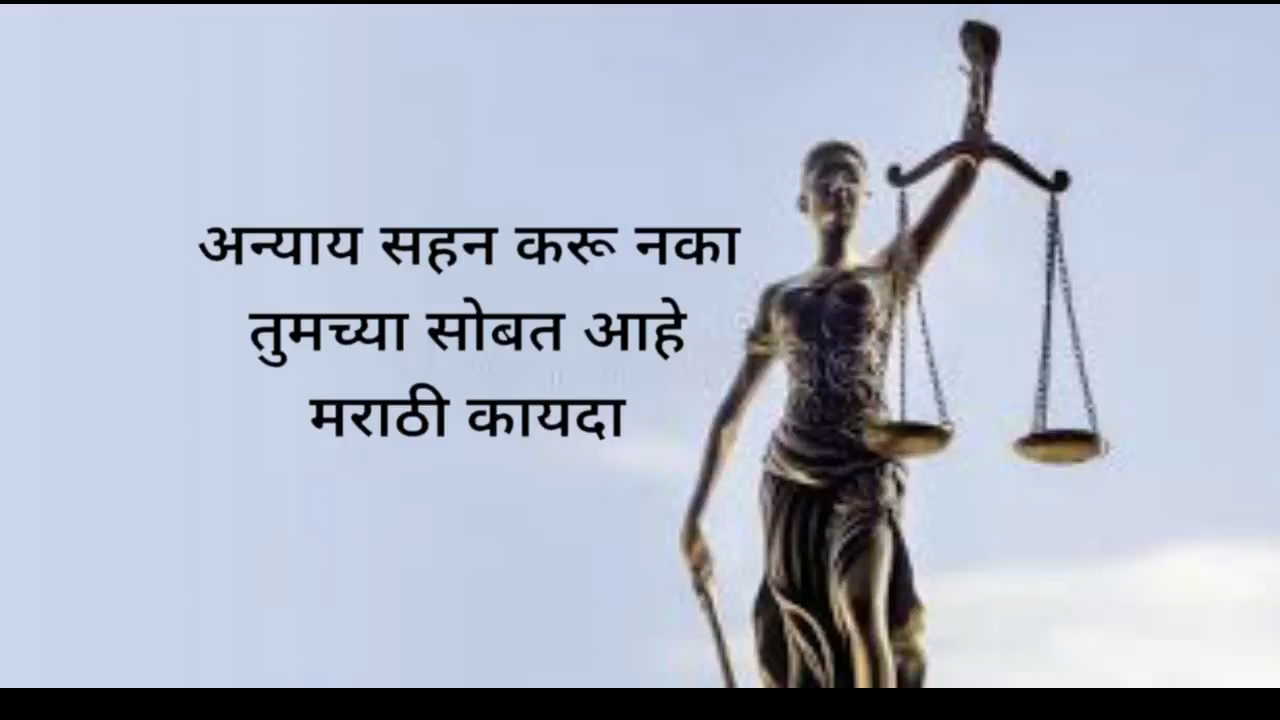 अन्याय सहन करू नका
तुमच्या सोबत आहे
मराठी कायदा